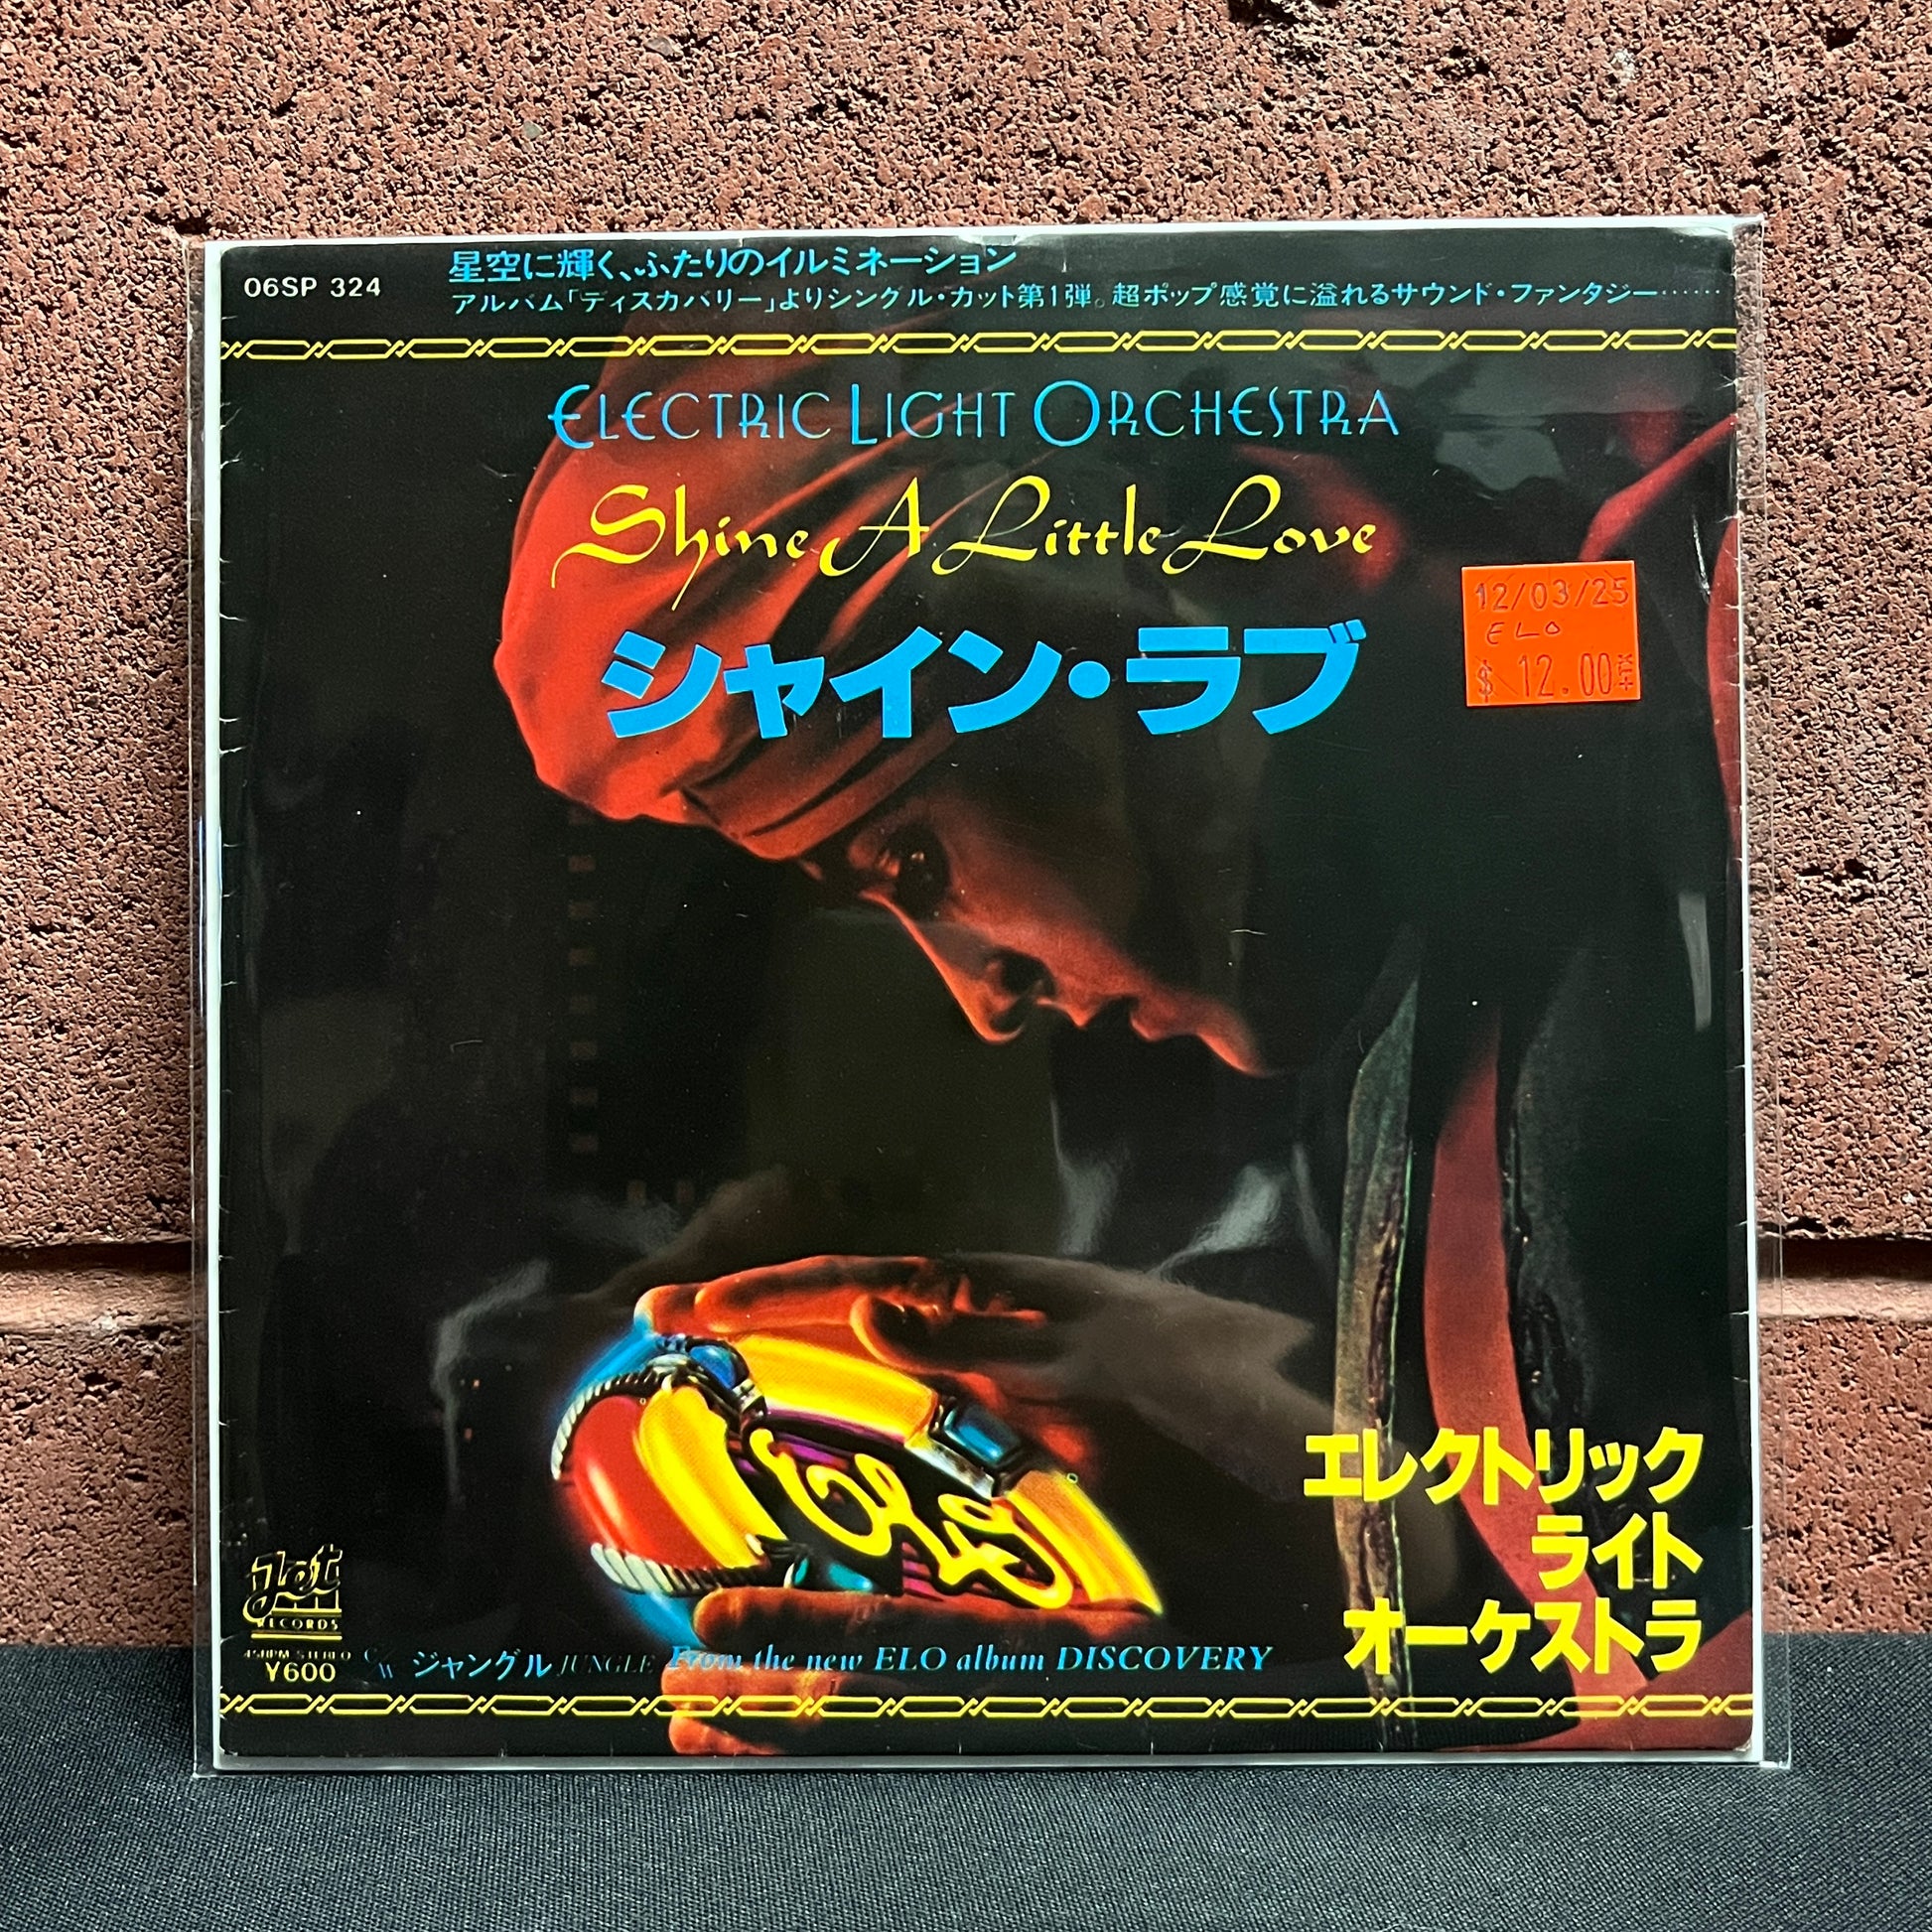 06SP 324
星空に輝く、ふたりのイルミネーション
アルバム「ディスカバリー」よりシングル・カット第1弾。超ポップ感覚に溢れるサウンド・ファンタジー……
ELECTRIC LIGHT ORCHESTRA
Shine A Little Love
シャイン・ラブ
12/03/25
ELO
$ 12.00
エレクトリック
ライト
オーケストラ
ELO
Jet
RECORDS
45RPM STEREO
¥600
C/W ジャングル JUNGLE From the new ELO album DISCOVERY